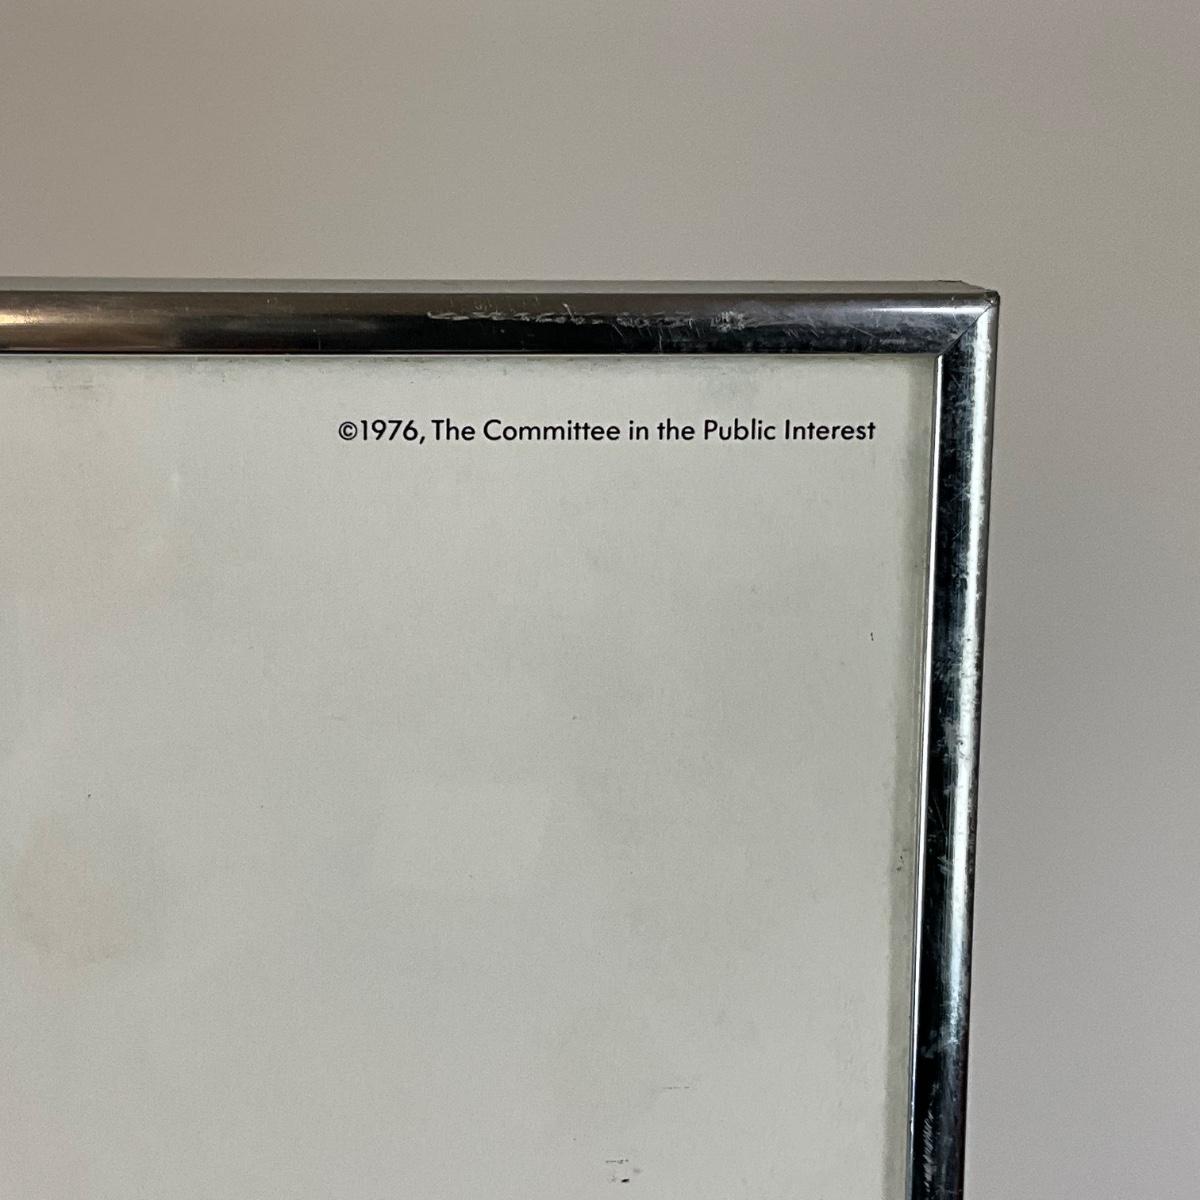 ©1976, The Committee in the Public Interest